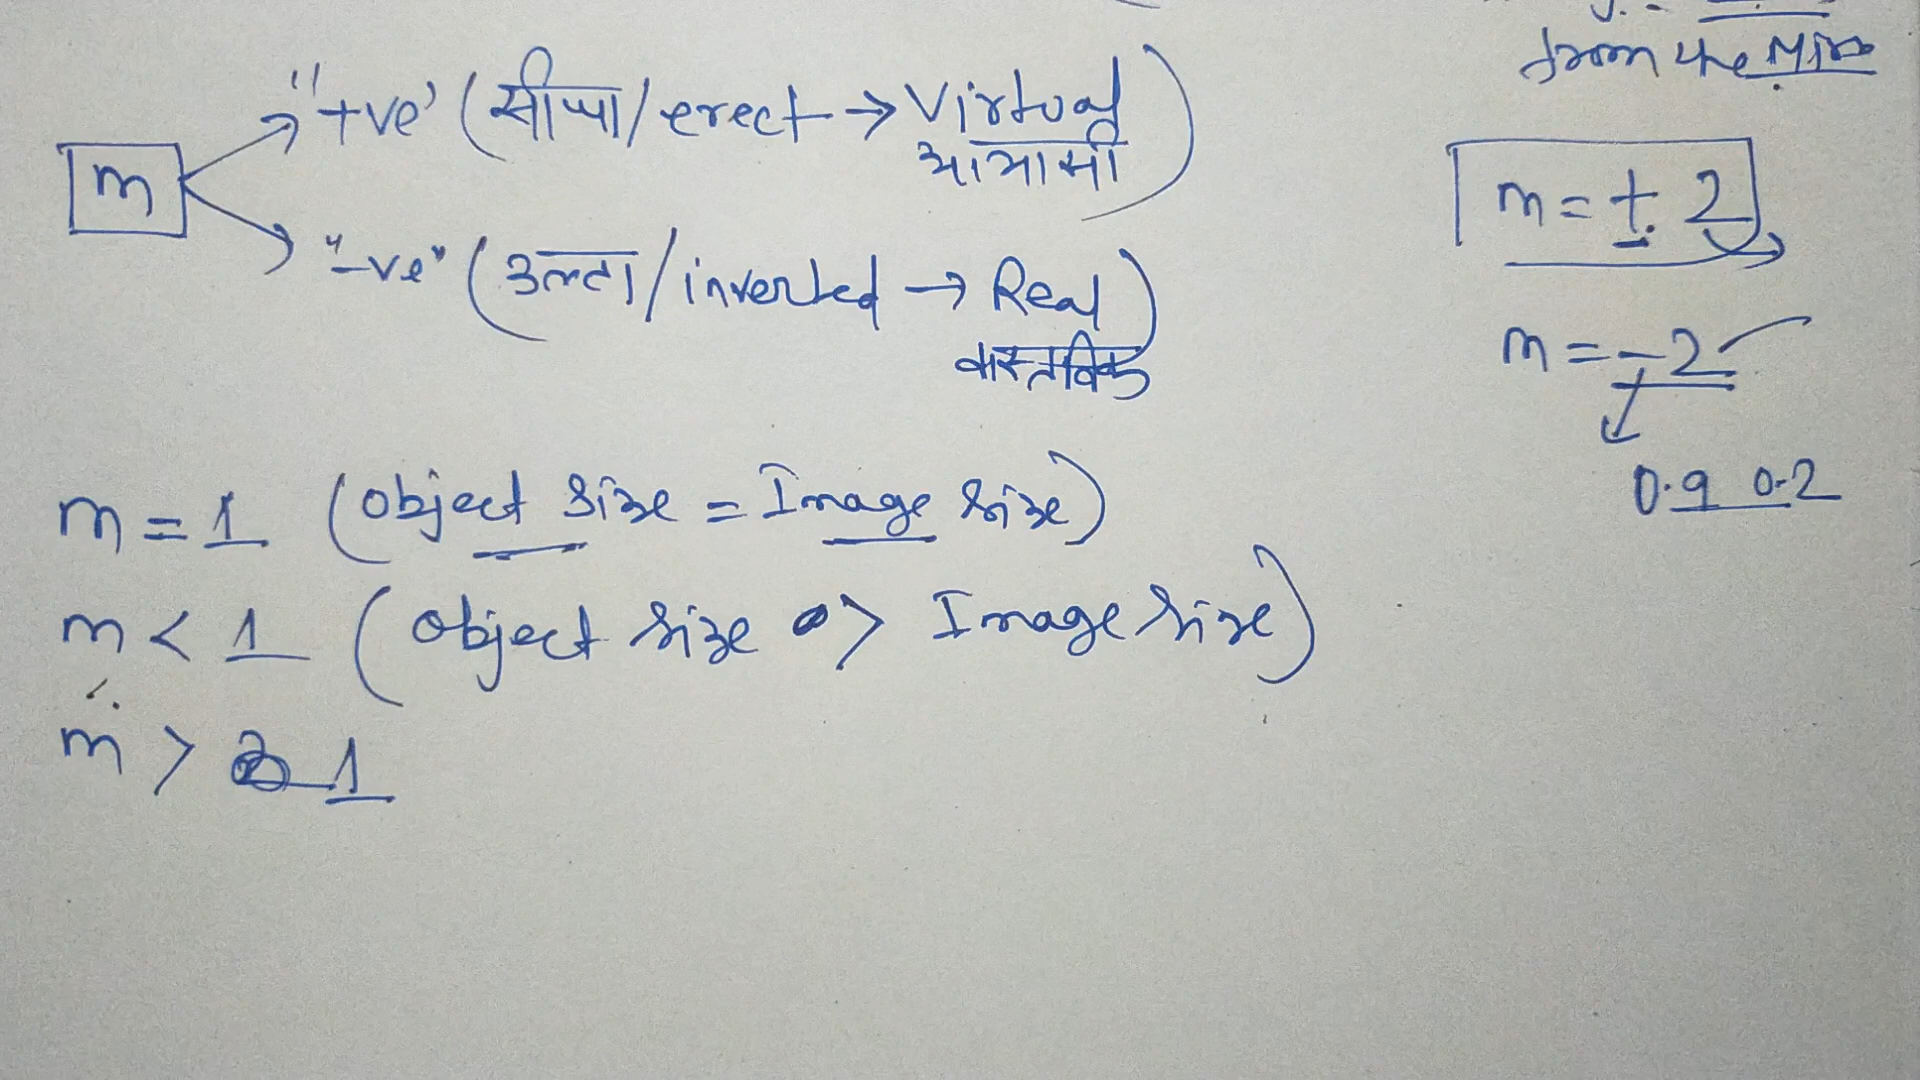 from the Mirr
"+ve' (सीधा/erect → Virtual
आभासी)
m
"-ve" (उल्टा/inverted → Real)
वास्तविक
m = ± 2
m = -2
0.9 0.2
m = 1 (object size = Image size)
m < 1 (object size > Image size)
m > 1